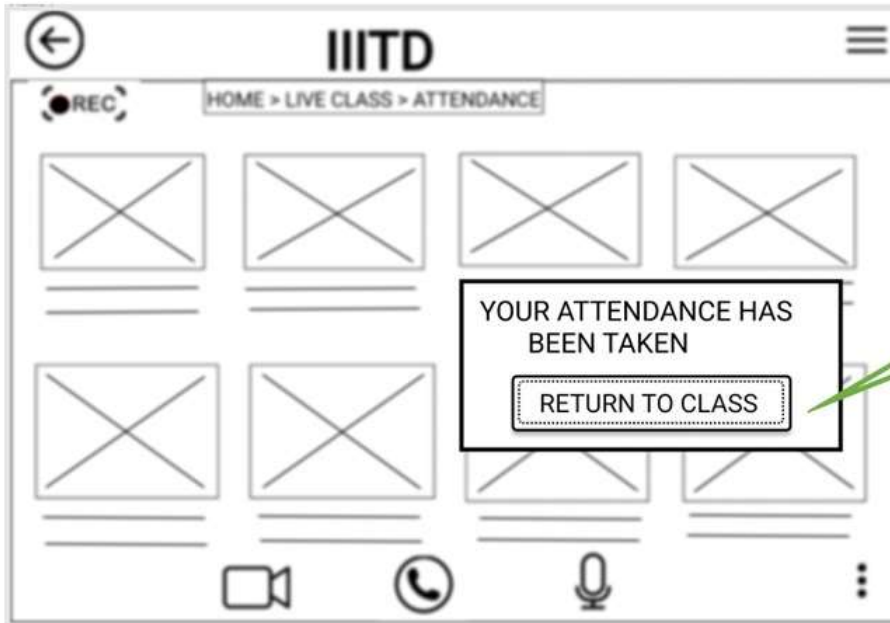 IIITD
REC
HOME > LIVE CLASS > ATTENDANCE
YOUR ATTENDANCE HAS
BEEN TAKEN
RETURN TO CLASS